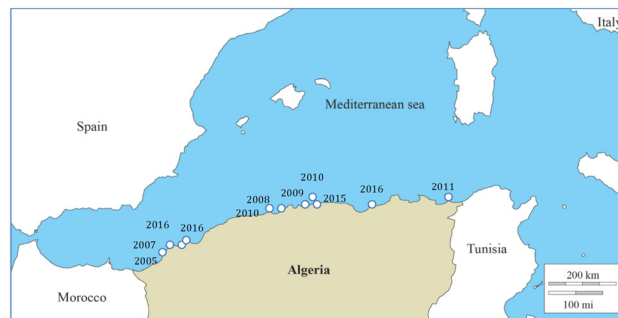 Italy
Mediterranean sea
Spain
2010
2016
2011
2009
2015
2008
2010
2016
2016
2007
2005
Tunisia
Algeria
Morocco
200 km
100 mi